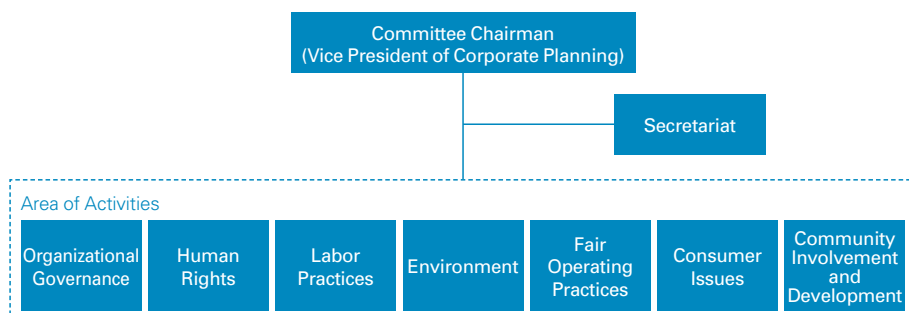 Committee Chairman
(Vice President of Corporate Planning)
Secretariat
Area of Activities
Organizational
Governance
Human
Rights
Labor
Practices
Environment
Fair
Operating
Practices
Consumer
Issues
Community
Involvement
and
Development